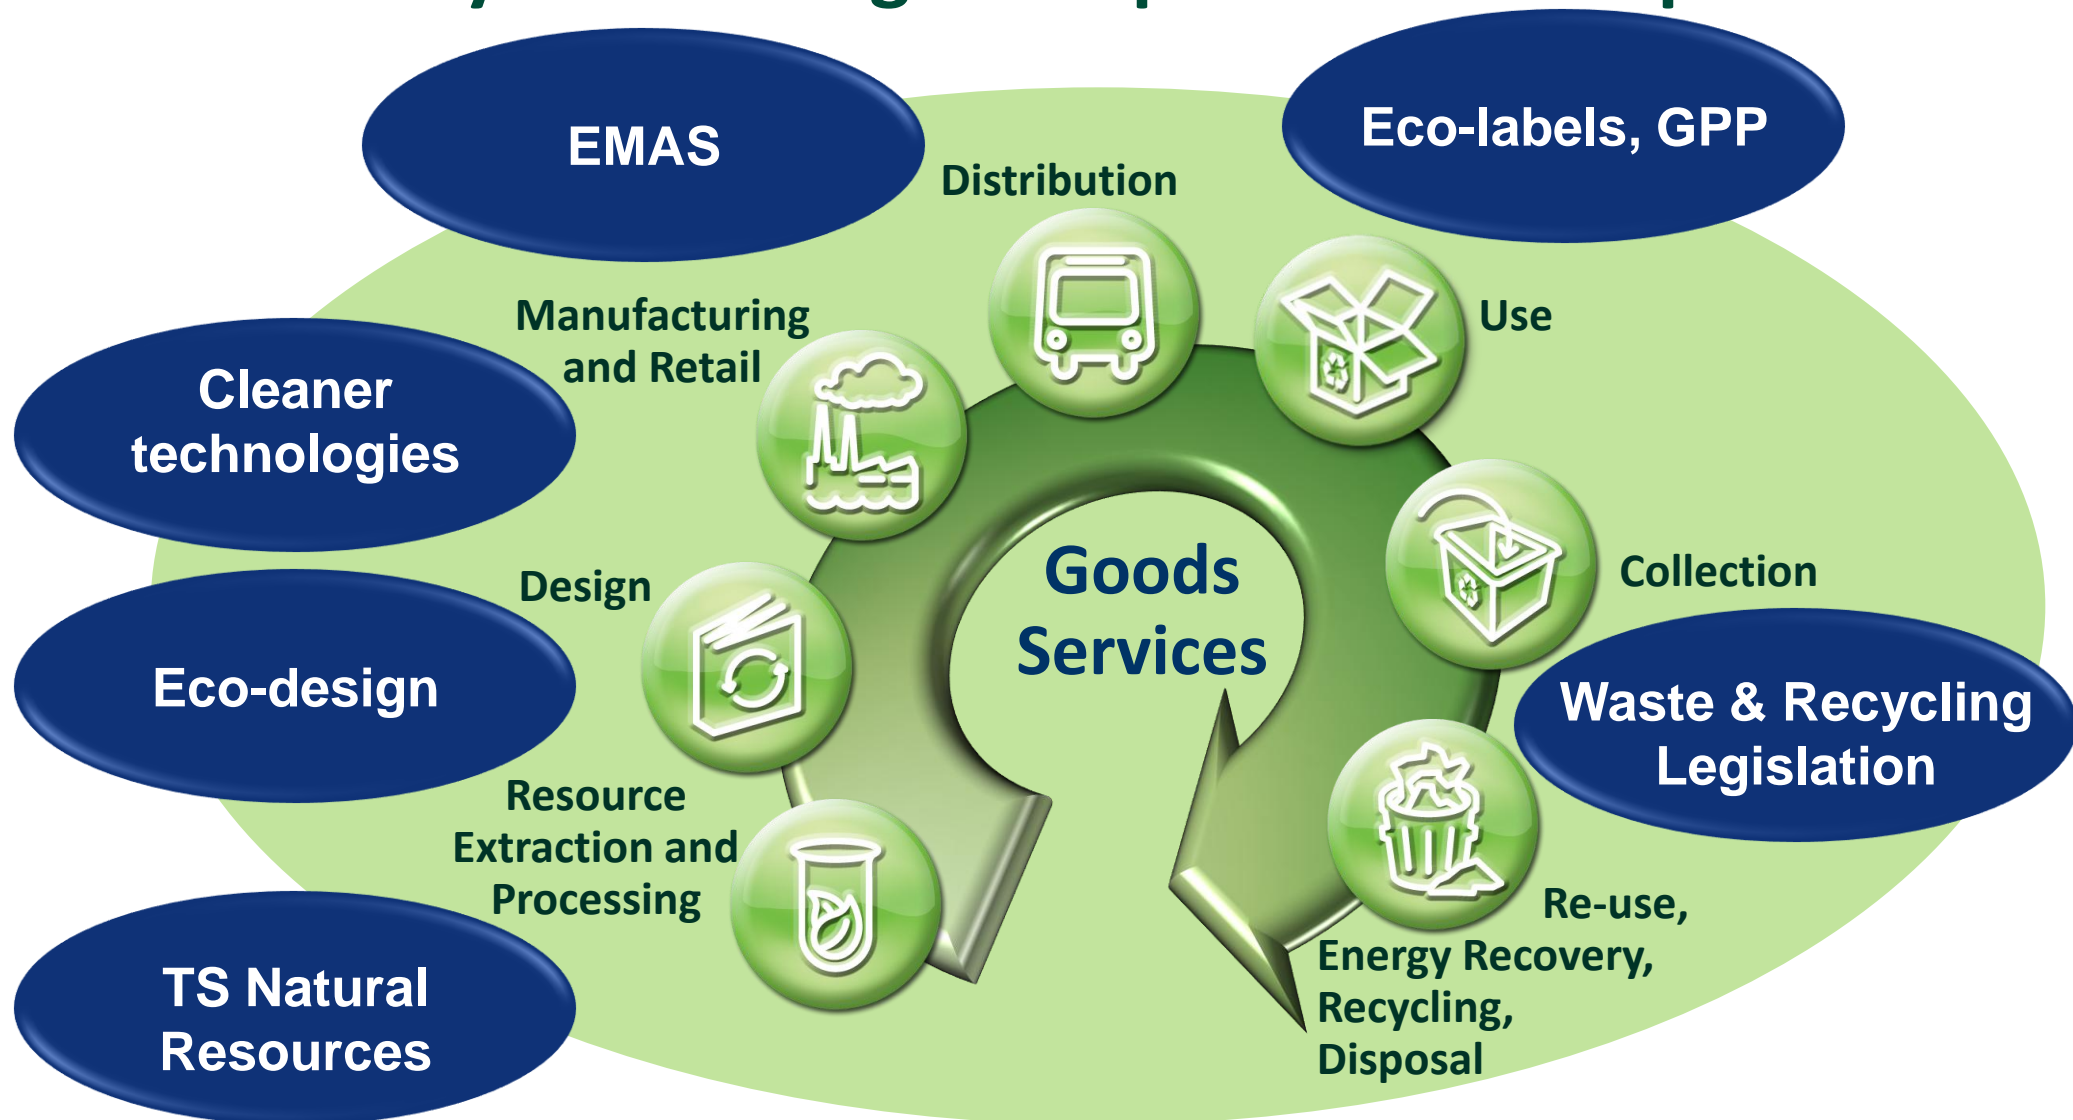 EMAS
Eco-labels, GPP
Distribution
Manufacturing
and Retail
Use
Cleaner
technologies
Goods
Services
Collection
Design
Eco-design
Waste & Recycling
Legislation
Resource
Extraction and
Processing
Re-use,
Energy Recovery,
Recycling,
Disposal
TS Natural
Resources